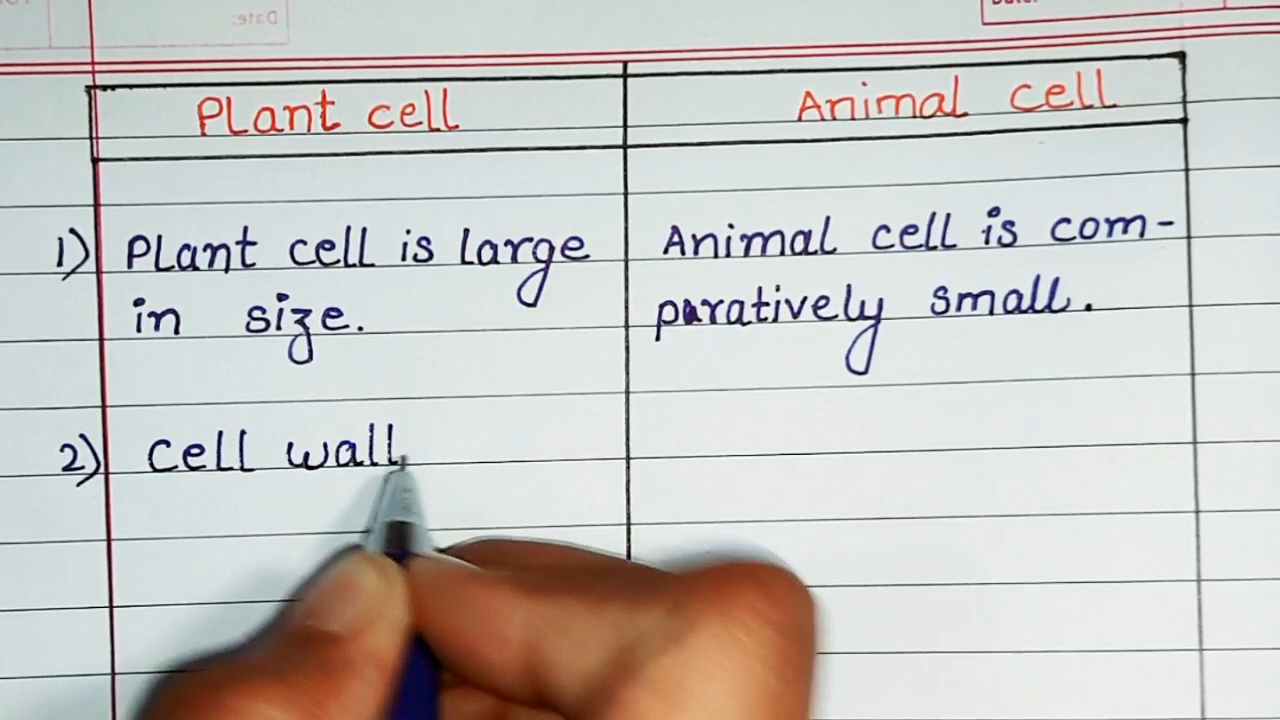 Date:
Plant cell
Animal cell
1) Plant cell is large
in size.
Animal cell is com-
paratively small.
2) cell wall